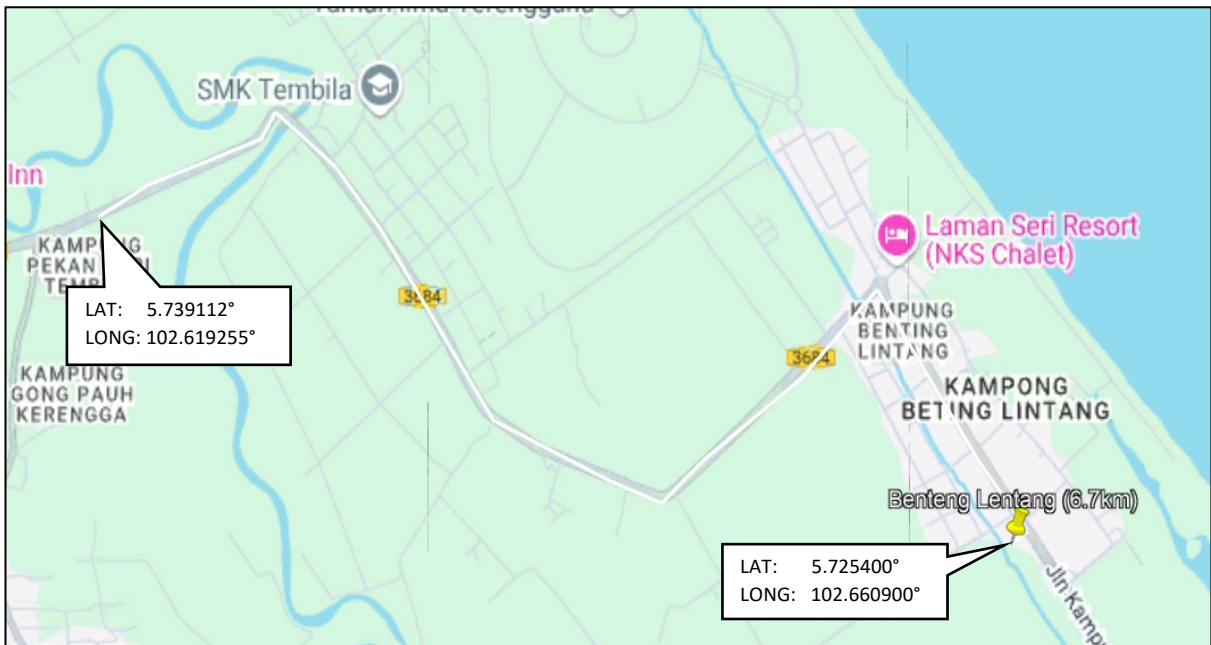 SMK Tembila
Inn
Laman Seri Resort
(NKS Chalet)
KAMPUNG
PEKAN
LAT: 5.739112°
LONG: 102.619255°
3684
KAMPUNG
BENTING
LINTANG
3684
KAMPUNG
GONG PAUH
KERENGGA
KAMPONG
BETING LINTANG
Benteng Lentang (6.7km)
LAT: 5.725400°
LONG: 102.660900°
Jln Kamp